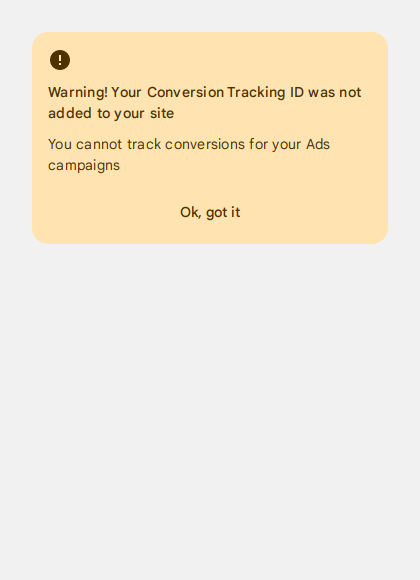 Warning! Your Conversion Tracking ID was not
added to your site
You cannot track conversions for your Ads
campaigns
Ok, got it